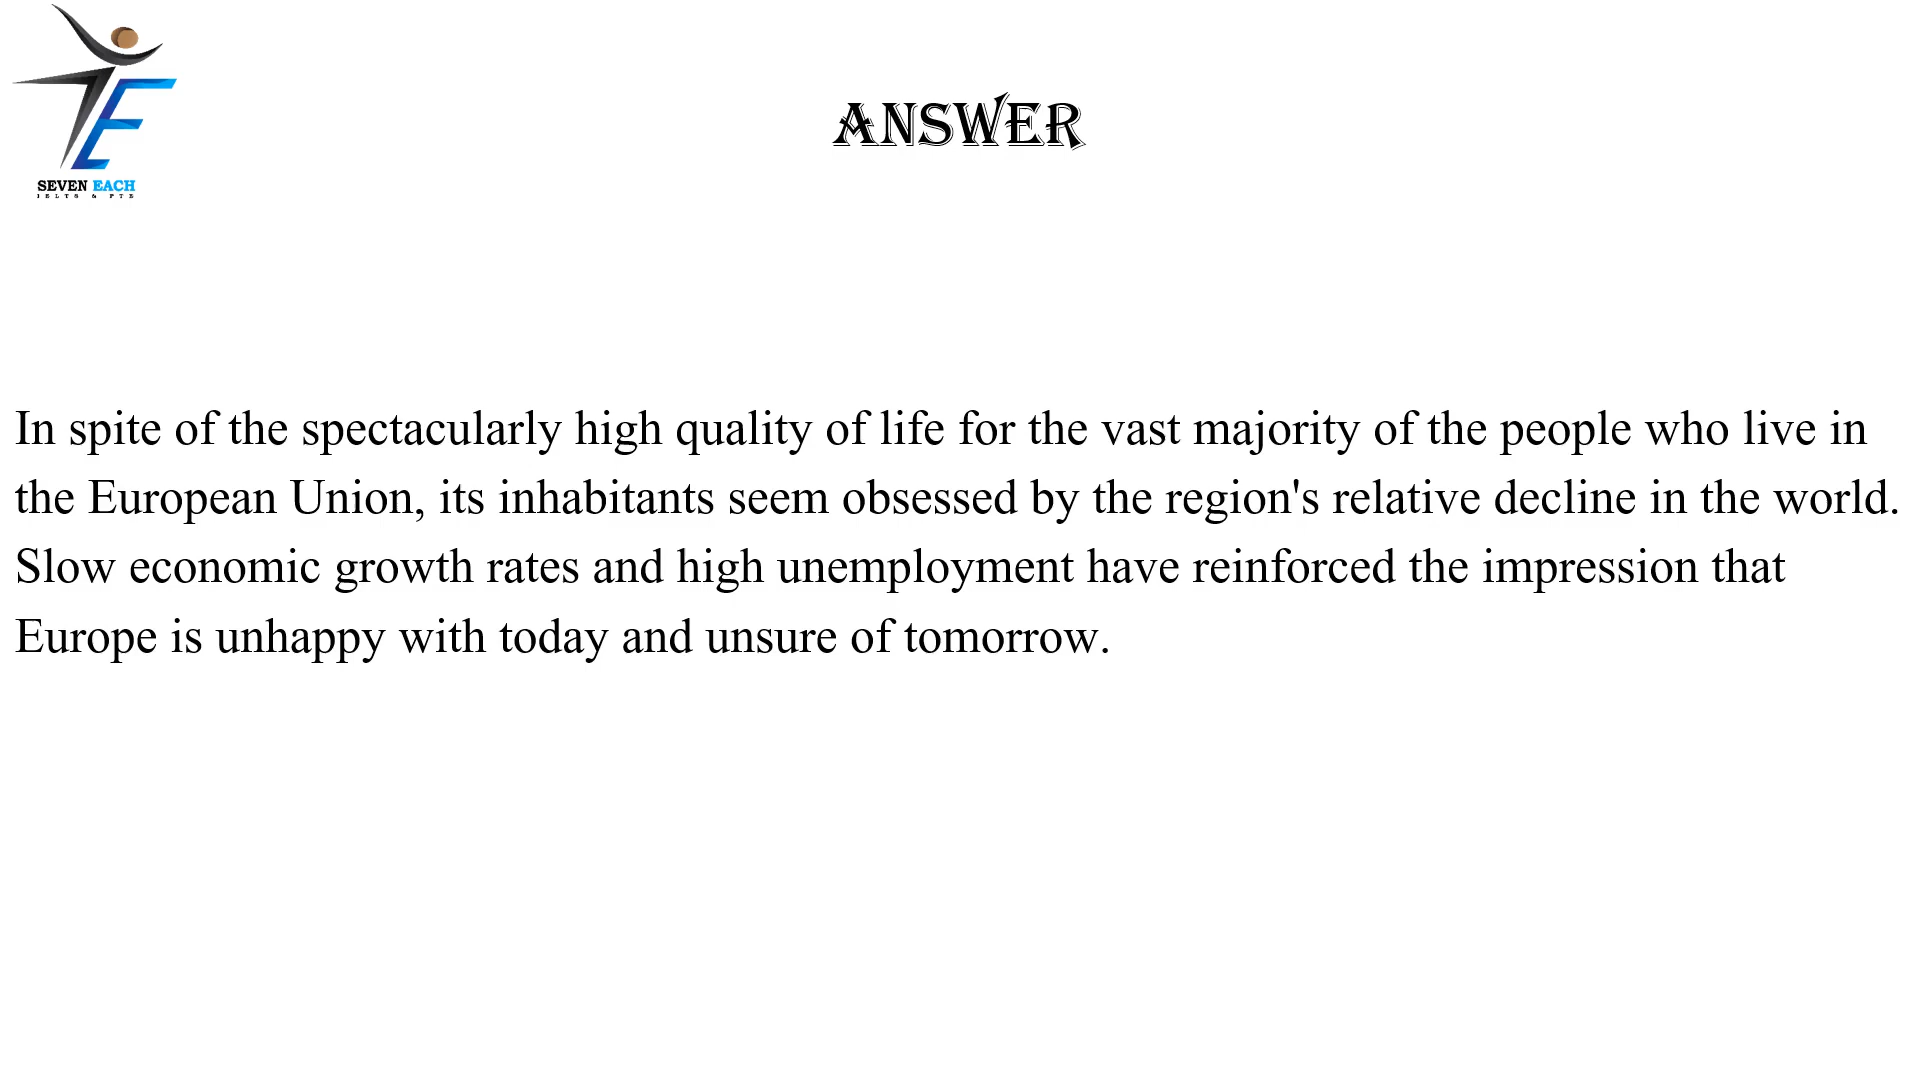 SEVEN EACH
IELTS & PTE
ANSWER
In spite of the spectacularly high quality of life for the vast majority of the people who live in
the European Union, its inhabitants seem obsessed by the region's relative decline in the world.
Slow economic growth rates and high unemployment have reinforced the impression that
Europe is unhappy with today and unsure of tomorrow.